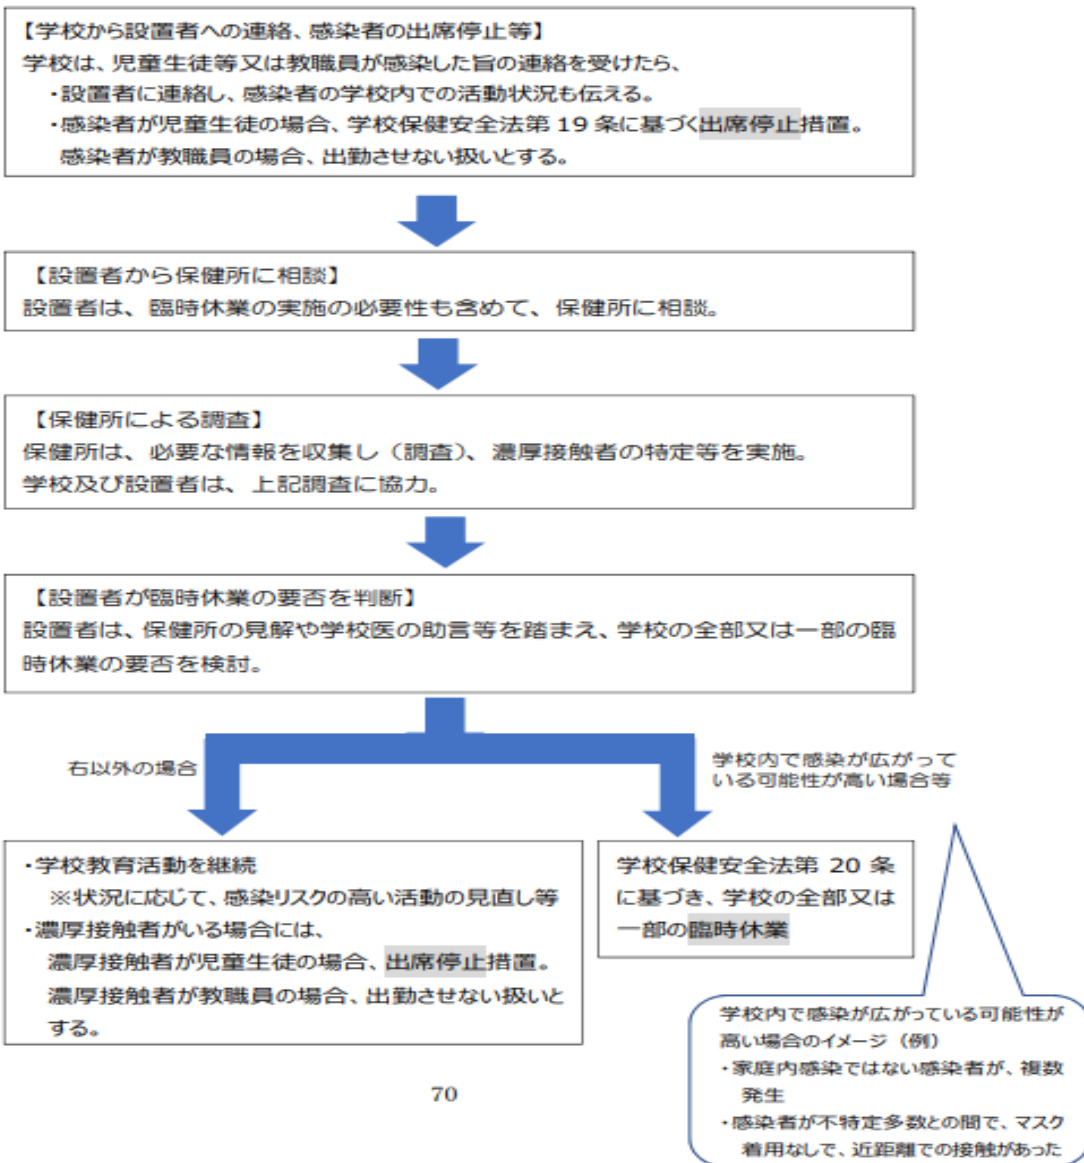 【学校から設置者への連絡、感染者の出席停止等】
学校は、児童生徒等又は教職員が感染した旨の連絡を受けたら、
・設置者に連絡し、感染者の学校内での活動状況も伝える。
・感染者が児童生徒の場合、学校保健安全法第 19 条に基づく出席停止措置。
感染者が教職員の場合、出勤させない扱いとする。
【設置者から保健所に相談】
設置者は、臨時休業の実施の必要性も含めて、保健所に相談。
【保健所による調査】
保健所は、必要な情報を収集し（調査）、濃厚接触者の特定等を実施。
学校及び設置者は、上記調査に協力。
【設置者が臨時休業の要否を判断】
設置者は、保健所の見解や学校医の助言等を踏まえ、学校の全部又は一部の臨
時休業の要否を検討。
右以外の場合
学校内で感染が広がって
いる可能性が高い場合等
・学校教育活動を継続
※状況に応じて、感染リスクの高い活動の見直し等
・濃厚接触者がいる場合には、
濃厚接触者が児童生徒の場合、出席停止措置。
濃厚接触者が教職員の場合、出勤させない扱いと
する。
学校保健安全法第 20 条
に基づき、学校の全部又は
一部の臨時休業
学校内で感染が広がっている可能性が
高い場合のイメージ（例）
・家庭内感染ではない感染者が、複数
発生
・感染者が不特定多数との間で、マスク
着用なしで、近距離での接触があった
70